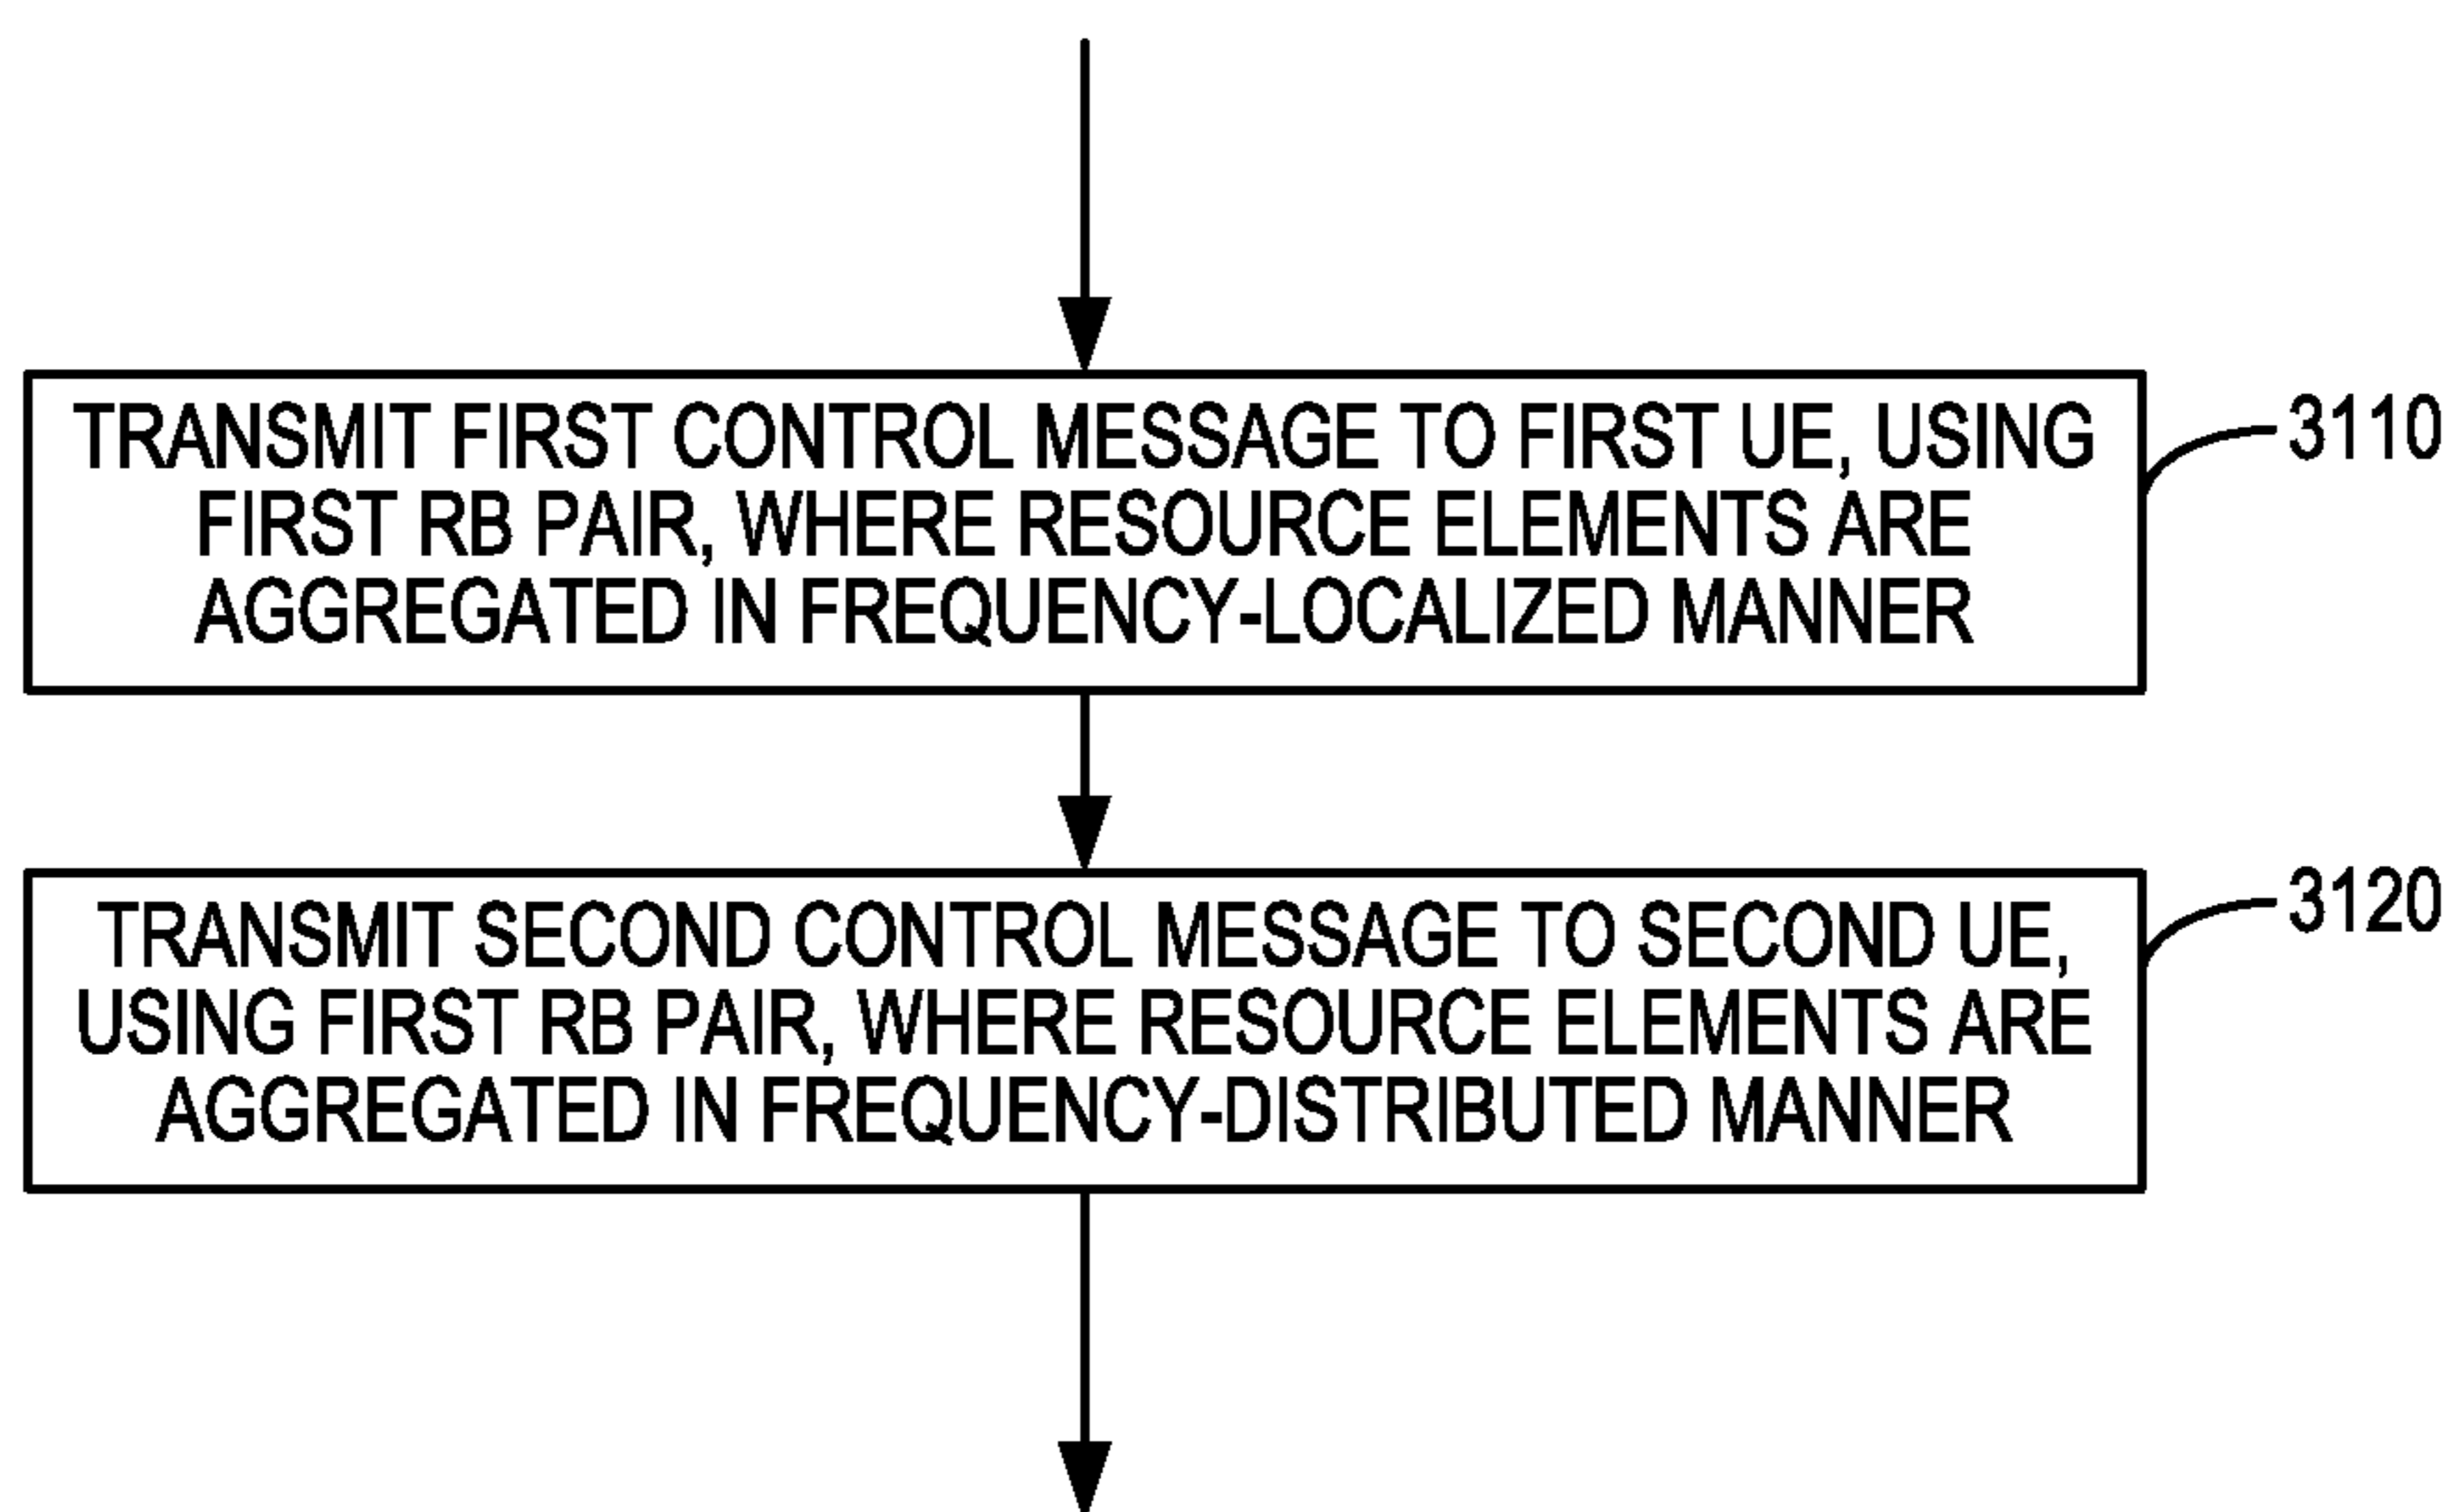 TRANSMIT FIRST CONTROL MESSAGE TO FIRST UE, USING
FIRST RB PAIR, WHERE RESOURCE ELEMENTS ARE
AGGREGATED IN FREQUENCY-LOCALIZED MANNER
3110
TRANSMIT SECOND CONTROL MESSAGE TO SECOND UE,
USING FIRST RB PAIR, WHERE RESOURCE ELEMENTS ARE
AGGREGATED IN FREQUENCY-DISTRIBUTED MANNER
3120